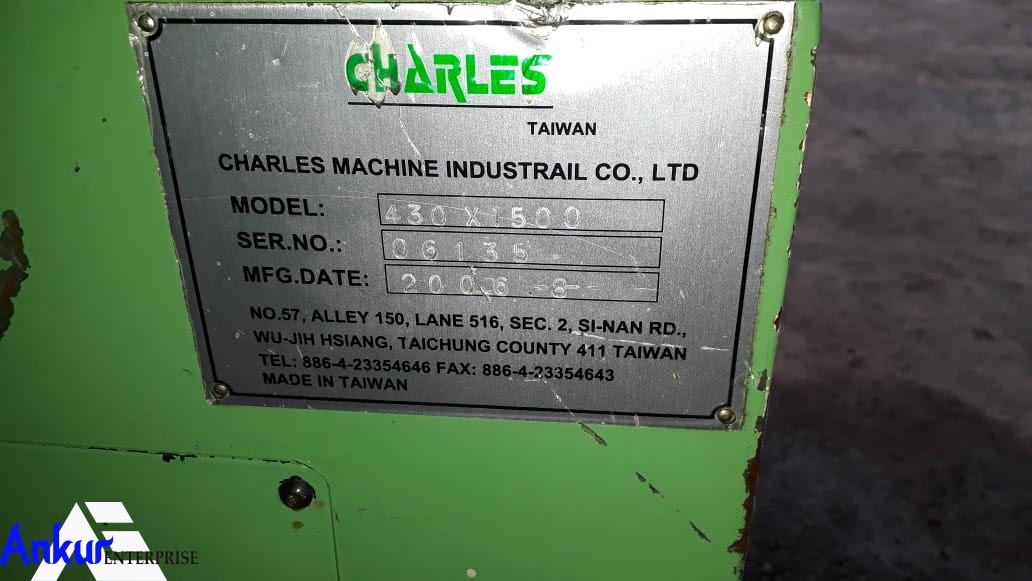 CHARLES
TAIWAN
CHARLES MACHINE INDUSTRAIL CO., LTD
MODEL: 430X1500
SER.NO.: 06135
MFG.DATE: 2006-8
NO.57, ALLEY 150, LANE 516, SEC. 2, SI-NAN RD.,
WU-JIH HSIANG, TAICHUNG COUNTY 411 TAIWAN
TEL: 886-4-23354646 FAX: 886-4-23354643
MADE IN TAIWAN
Ankur ENTERPRISE